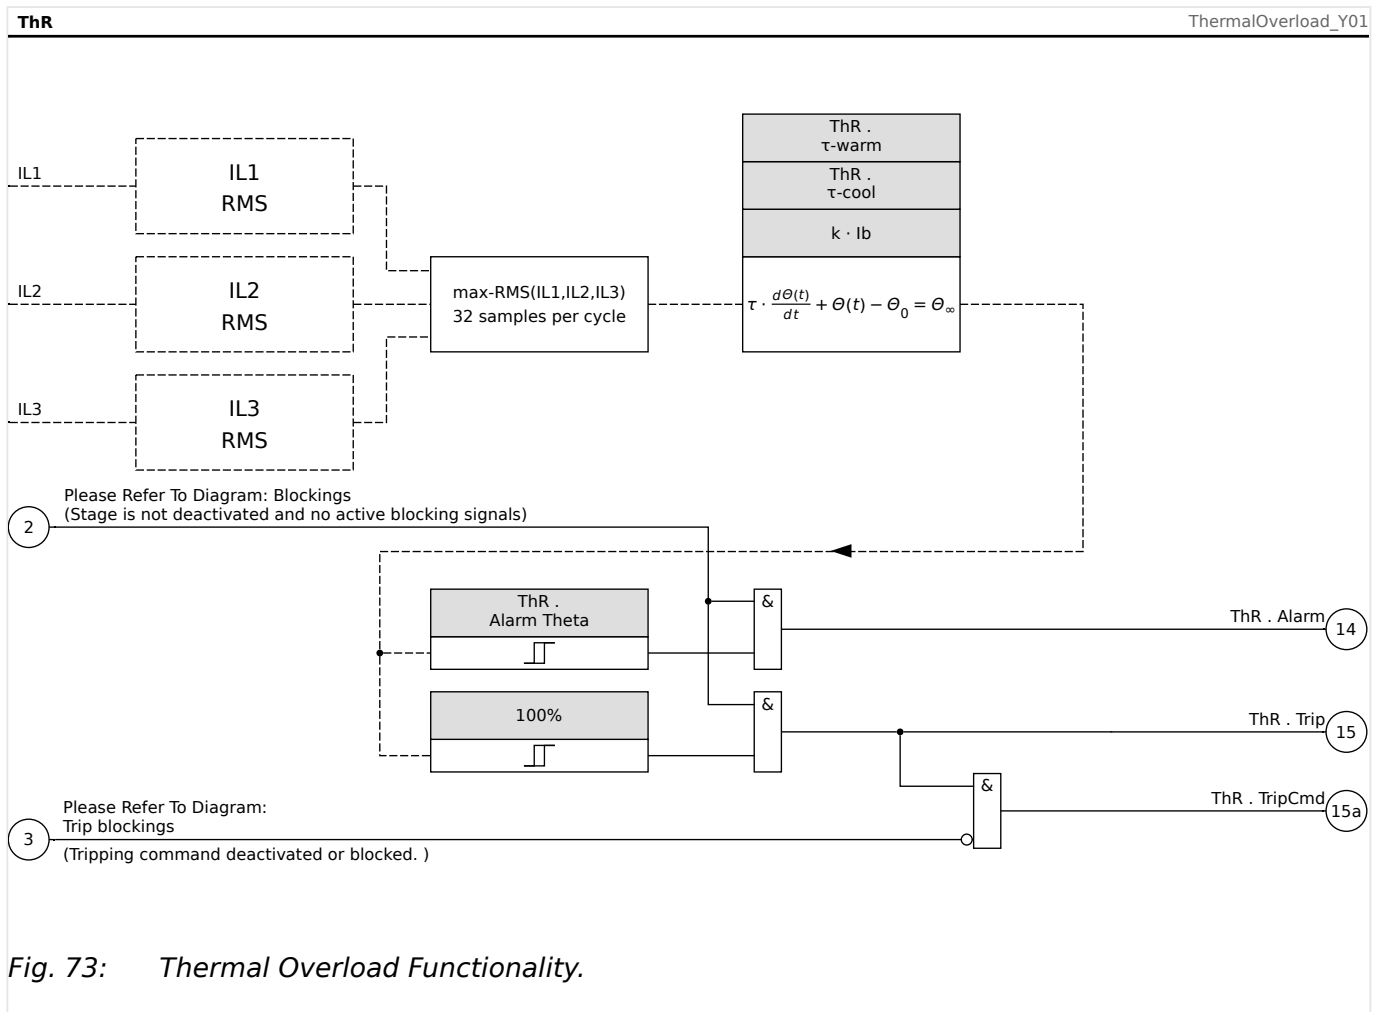 ThR
ThermalOverload_Y01
ThR .
τ-warm
ThR .
τ-cool
k · Ib
IL1
IL1
RMS
IL2
IL2
RMS
max-RMS(IL1,IL2,IL3)
32 samples per cycle
τ · dΘ(t)/dt + Θ(t) − Θ₀ = Θ∞
IL3
IL3
RMS
Please Refer To Diagram: Blockings
2
(Stage is not deactivated and no active blocking signals)
ThR .
Alarm Theta
&
ThR . Alarm
14
100%
&
ThR . Trip
15
&
ThR . TripCmd
15a
Please Refer To Diagram:
Trip blockings
3
(Tripping command deactivated or blocked. )
Fig. 73: Thermal Overload Functionality.